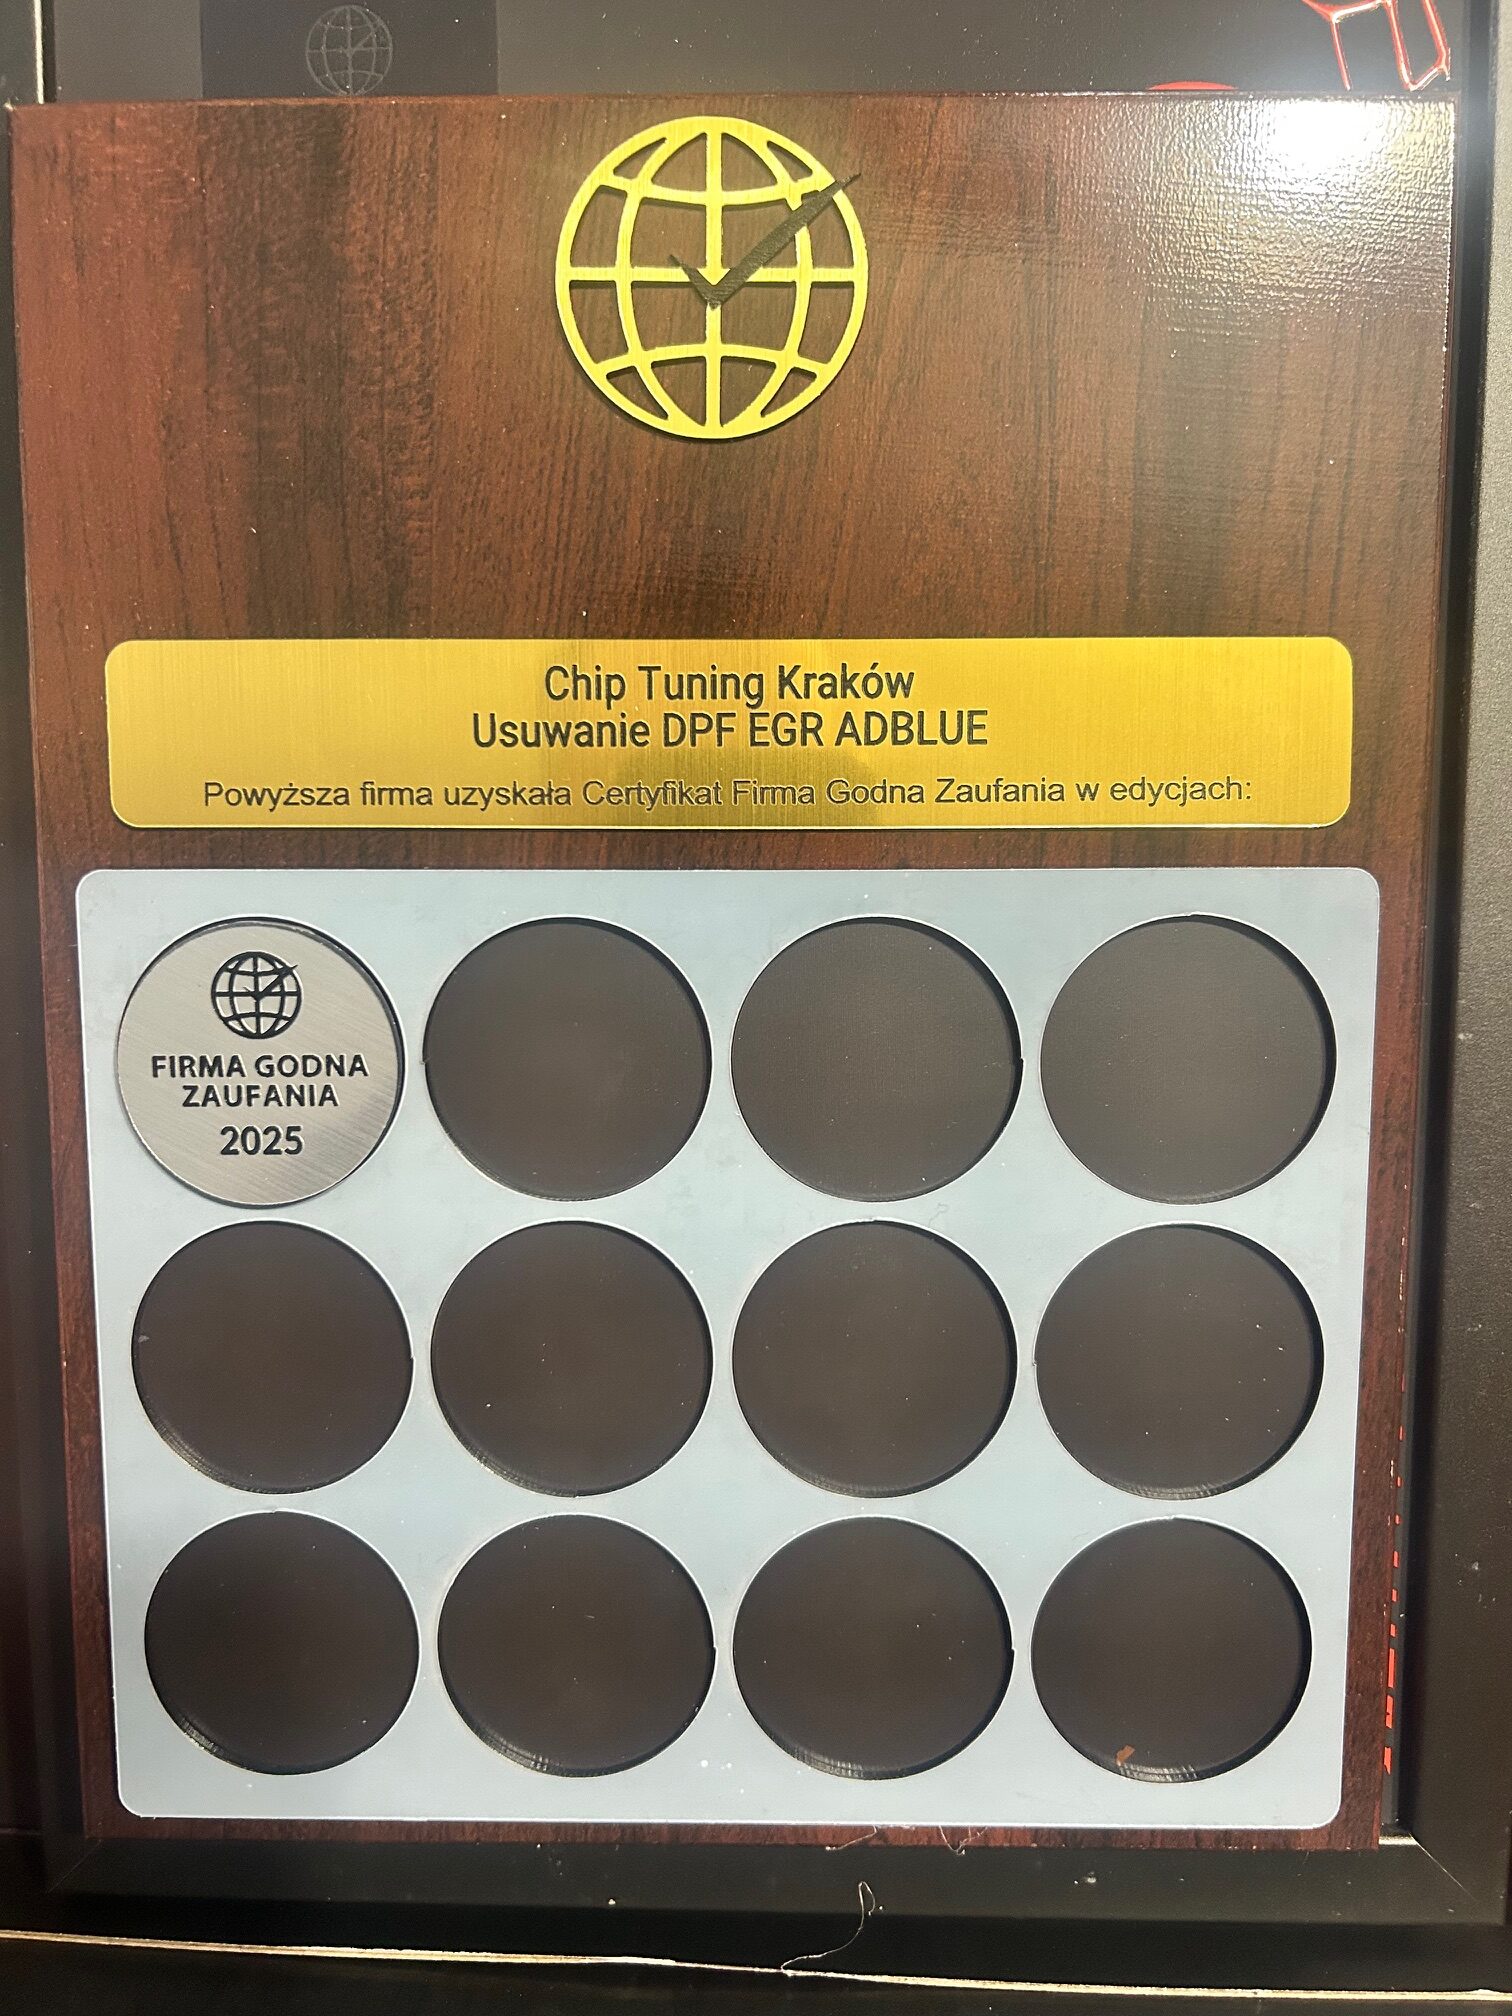 Chip Tuning Kraków
Usuwanie DPF EGR ADBLUE
Powyższa firma uzyskała Certyfikat Firma Godna Zaufania w edycjach:
FIRMA GODNA
ZAUFANIA
2025